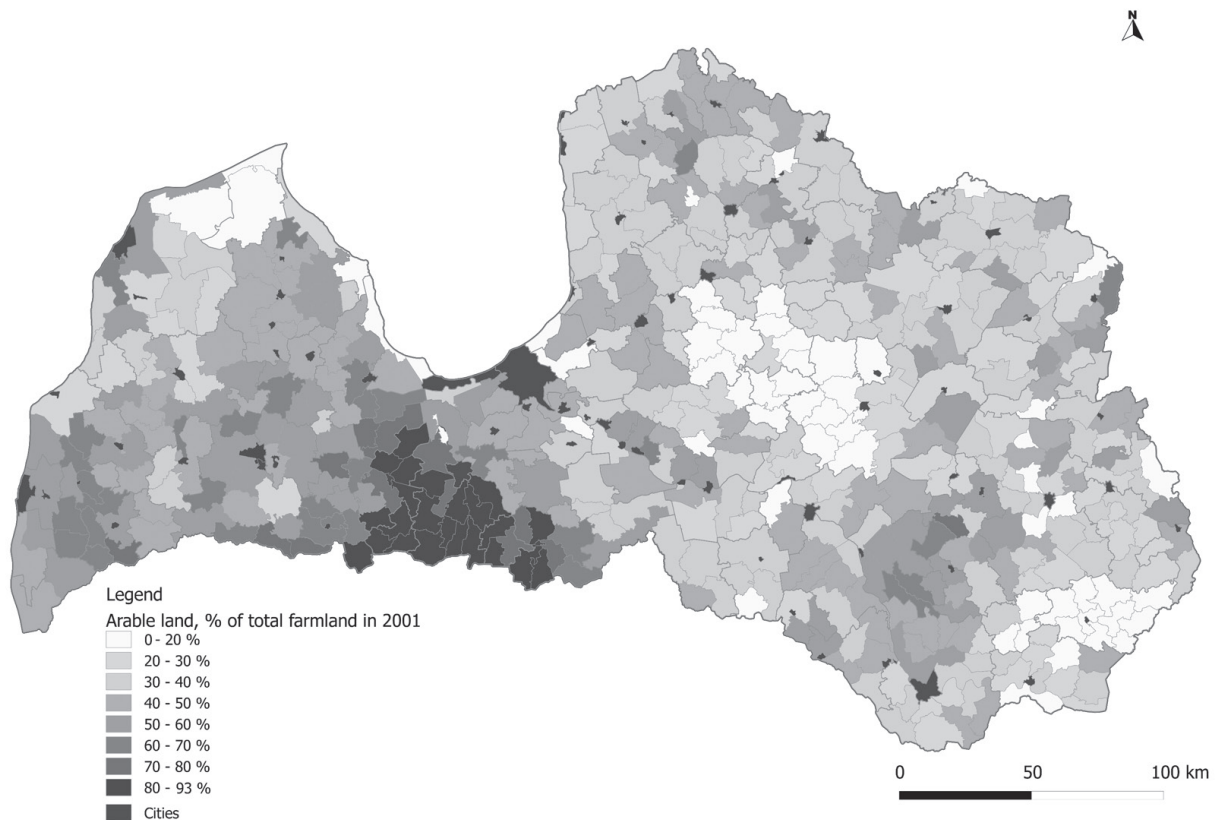 N
Legend
Arable land, % of total farmland in 2001
0 - 20 %
20 - 30 %
30 - 40 %
40 - 50 %
50 - 60 %
60 - 70 %
70 - 80 %
80 - 93 %
Cities
0 50 100 km